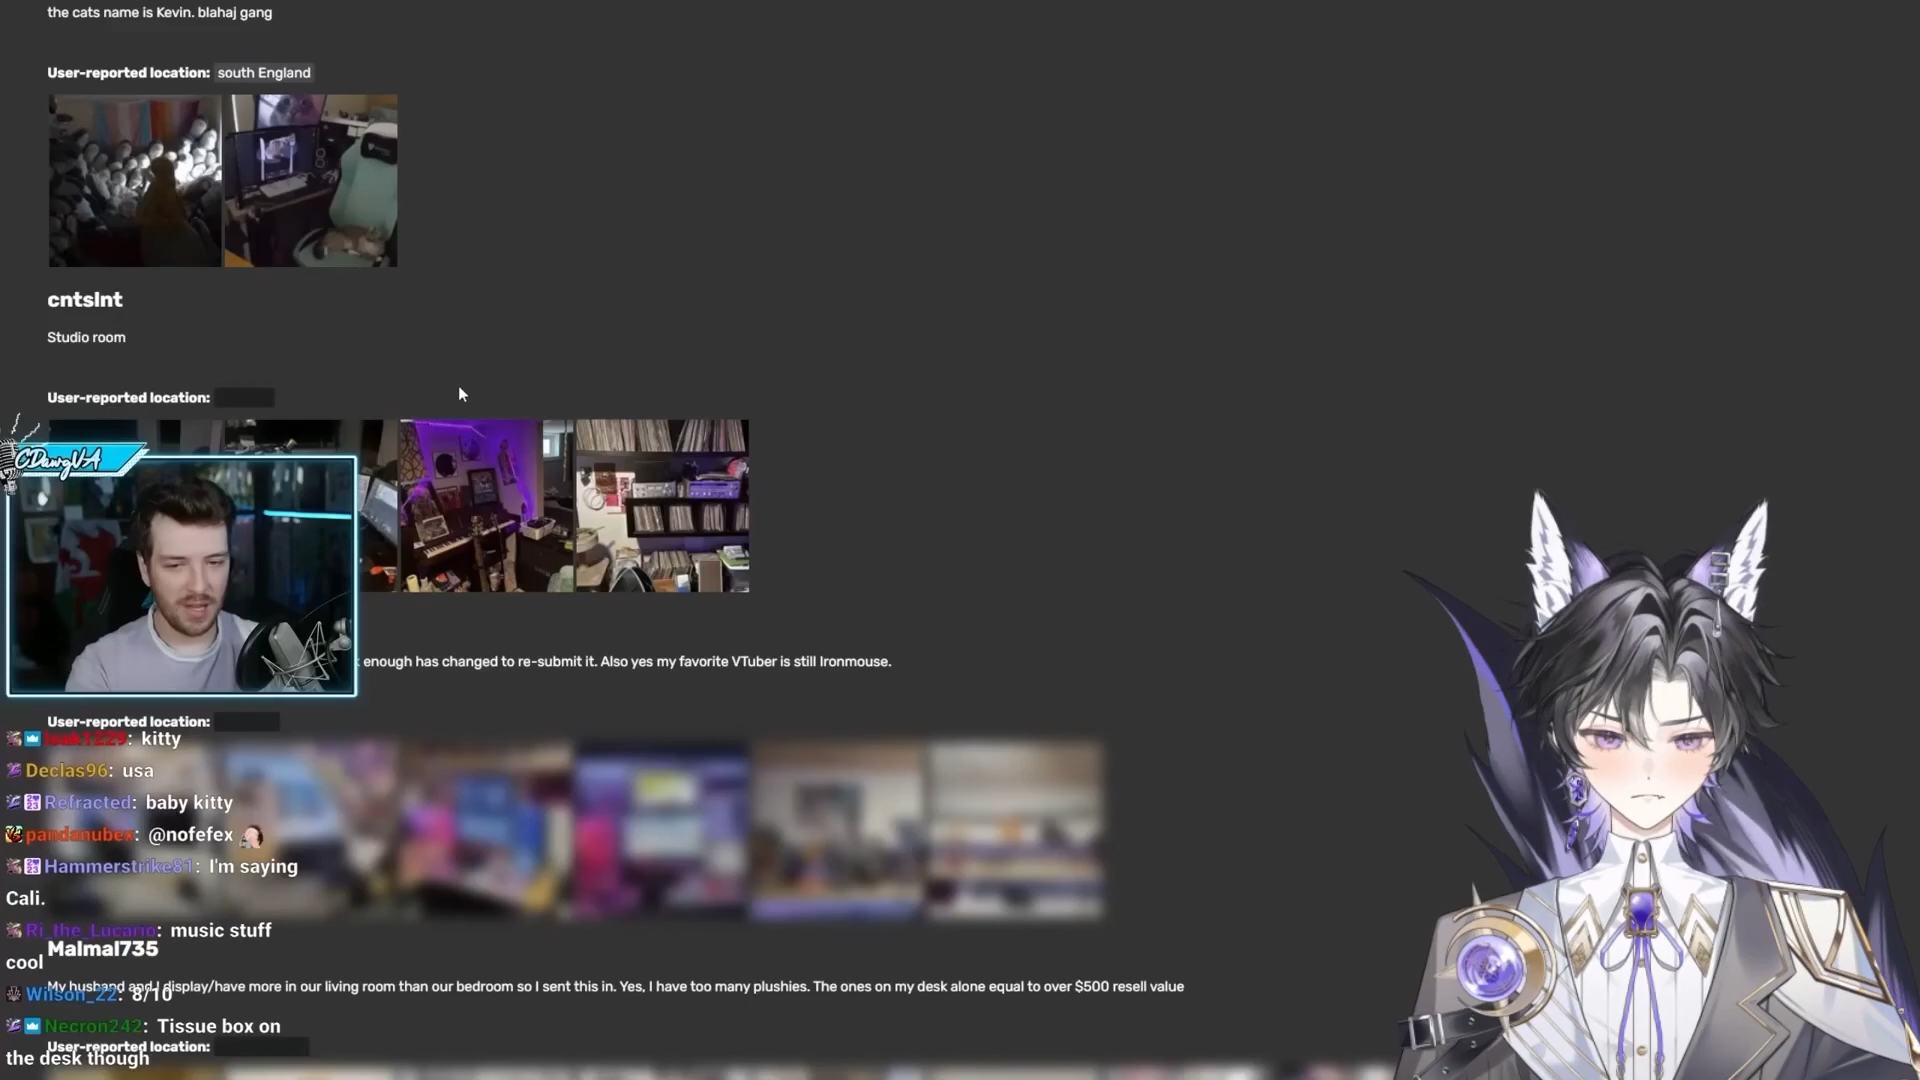 the cats name is Kevin. blahaj gang
User-reported location: south England
cntslnt
Studio room
User-reported location:
CDawgVA
enough has changed to re-submit it. Also yes my favorite VTuber is still Ironmouse.
User-reported location:
loak1229: kitty
Declas96: usa
Refracted: baby kitty
pandanubex: @nofefex
Hammerstrike81: I'm saying
Cali.
Ri_the_Lucario: music stuff
cool
Malmal735
My husband and I display/have more in our living room than our bedroom so I sent this in. Yes, I have too many plushies. The ones on my desk alone equal to over $500 resell value
Wilson_22: 8/10
Necron242: Tissue box on
the desk though
User-reported location: